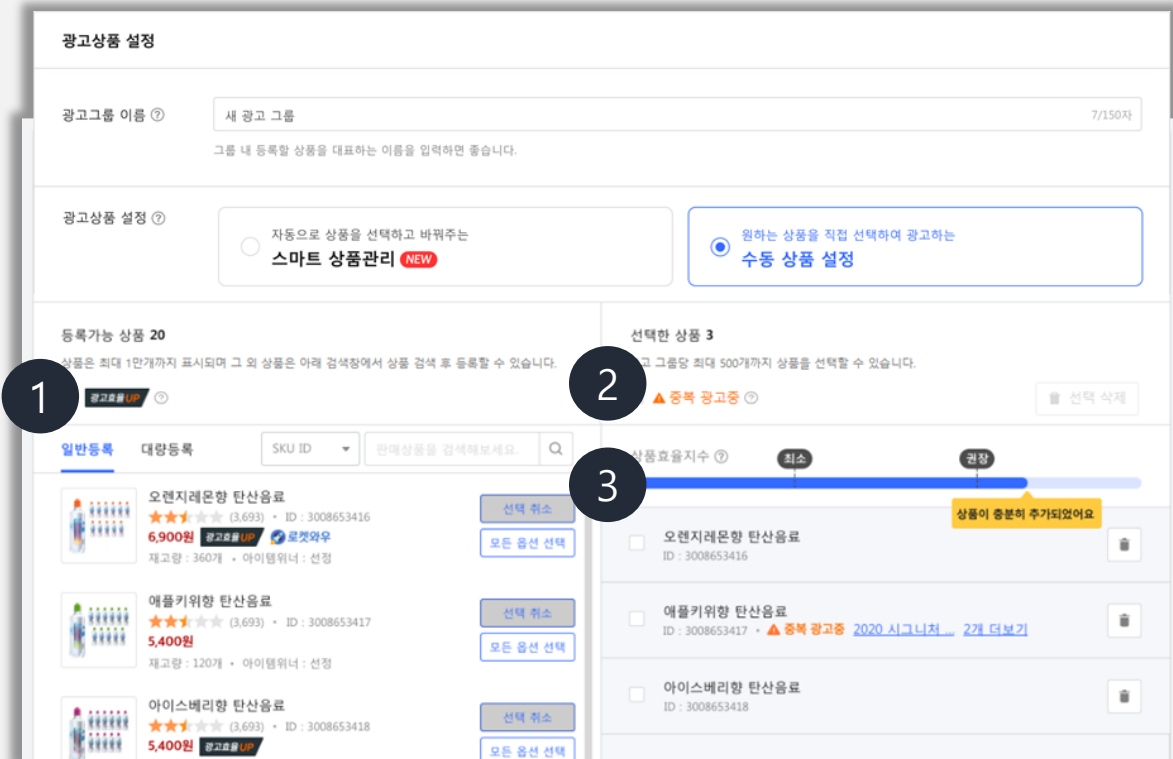 광고상품 설정
광고그룹 이름 ?
새 광고 그룹
7/150자
그룹 내 등록할 상품을 대표하는 이름을 입력하면 좋습니다.
광고상품 설정 ?
자동으로 상품을 선택하고 바꿔주는
스마트 상품관리 NEW
원하는 상품을 직접 선택하여 광고하는
수동 상품 설정
등록가능 상품 20
상품은 최대 1만개까지 표시되며 그 외 상품은 아래 검색창에서 상품 검색 후 등록할 수 있습니다.
1
광고효율UP ?
일반등록 대량등록 SKU ID 판매상품을 검색해보세요.
오렌지레몬향 탄산음료
(3,693) • ID : 3008653416
6,900원 광고효율UP 로켓와우
재고량 : 360개 • 아이템위너 : 선정
선택 취소
모든 옵션 선택
애플키위향 탄산음료
(3,693) • ID : 3008653417
5,400원
재고량 : 120개 • 아이템위너 : 선정
선택 취소
모든 옵션 선택
아이스베리향 탄산음료
(3,693) • ID : 3008653418
5,400원 광고효율UP
선택 취소
모든 옵션 선택
선택한 상품 3
그룹당 최대 500개까지 상품을 선택할 수 있습니다.
2
중복 광고중 ?
선택 삭제
상품효율지수 ?
최소
권장
3
상품이 충분히 추가되었어요
오렌지레몬향 탄산음료
ID : 3008653416
애플키위향 탄산음료
ID : 3008653417 • 중복 광고중 2020 시그니처 ... 2개 더보기
아이스베리향 탄산음료
ID : 3008653418